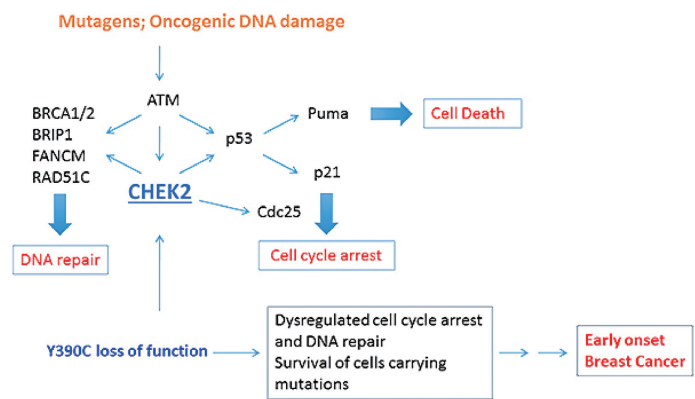 Mutagens; Oncogenic DNA damage
ATM
BRCA1/2
BRIP1
FANCM
RAD51C
p53
Puma
Cell Death
p21
CHEK2
Cdc25
DNA repair
Cell cycle arrest
Y390C loss of function
Dysregulated cell cycle arrest
and DNA repair
Survival of cells carrying
mutations
Early onset
Breast Cancer